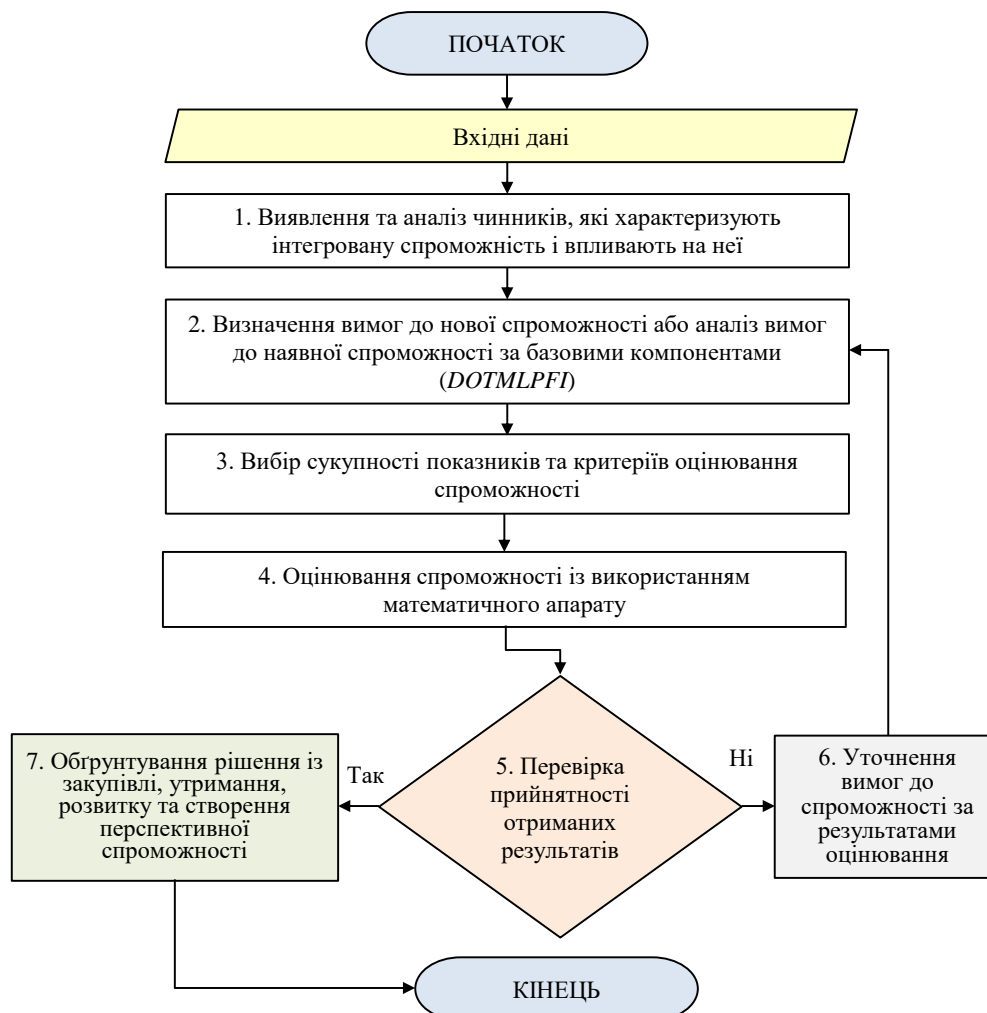 ПОЧАТОК
Вхідні дані
1. Виявлення та аналіз чинників, які характеризують
інтегровану спроможність і впливають на неї
2. Визначення вимог до нової спроможності або аналіз вимог
до наявної спроможності за базовими компонентами
(DOTMLPFI)
3. Вибір сукупності показників та критеріїв оцінювання
спроможності
4. Оцінювання спроможності із використанням
математичного апарату
5. Перевірка
прийнятності
отриманих
результатів
Ні
6. Уточнення
вимог до
спроможності за
результатами
оцінювання
Так
7. Обґрунтування рішення із
закупівлі, утримання,
розвитку та створення
перспективної
спроможності
КІНЕЦЬ